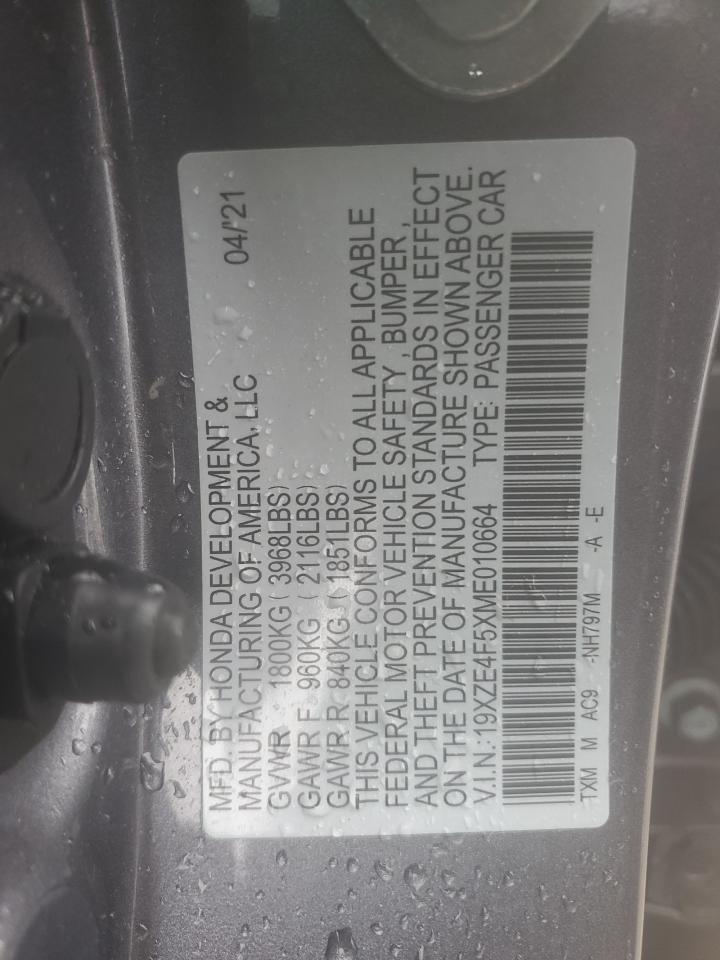 MFD. BY HONDA DEVELOPMENT &
MANUFACTURING OF AMERICA, LLC 04/'21
GVWR 1800KG ( 3968LBS)
GAWR F 960KG ( 2116LBS)
GAWR R 840KG ( 1851LBS)
THIS VEHICLE CONFORMS TO ALL APPLICABLE
FEDERAL MOTOR VEHICLE SAFETY , BUMPER ,
AND THEFT PREVENTION STANDARDS IN EFFECT
ON THE DATE OF MANUFACTURE SHOWN ABOVE.
V.I.N.:19XZE4F5XME010664 TYPE: PASSENGER CAR
TXM M AC9 -NH797M -A -E